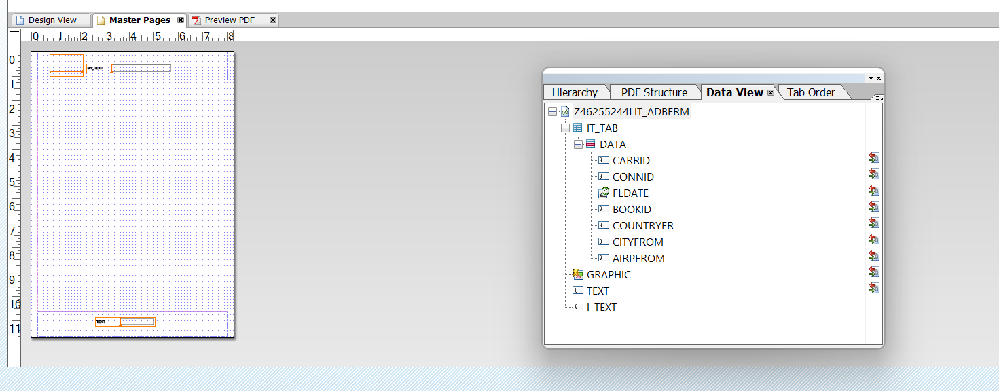 Design View Master Pages Preview PDF
0 1 2 3 4 5 6 7 8
0
MY_TEXT
1
2
3
4
5
6
7
8
9
10
TEXT
11
Hierarchy PDF Structure Data View Tab Order
Z46255244LIT_ADBFRM
IT_TAB
DATA
CARRID
CONNID
FLDATE
BOOKID
COUNTRYFR
CITYFROM
AIRPFROM
GRAPHIC
TEXT
I_TEXT